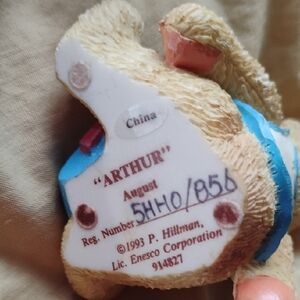 China
"ARTHUR"
August
Reg. Number 5HHO/856
©1993 P. Hillman,
Lic. Enesco Corporation
914827